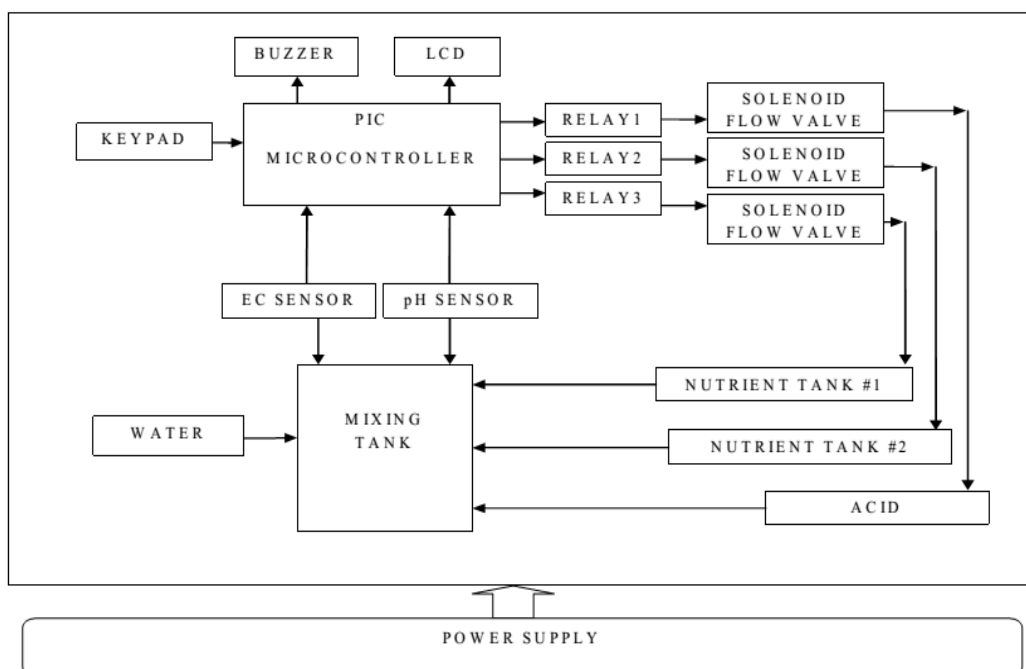 BUZZER
LCD
PIC
MICROCONTROLLER
KEYPAD
RELAY1
RELAY2
RELAY3
SOLENOID
FLOW VALVE
SOLENOID
FLOW VALVE
SOLENOID
FLOW VALVE
EC SENSOR
pH SENSOR
MIXING
TANK
WATER
NUTRIENT TANK #1
NUTRIENT TANK #2
ACID
POWER SUPPLY